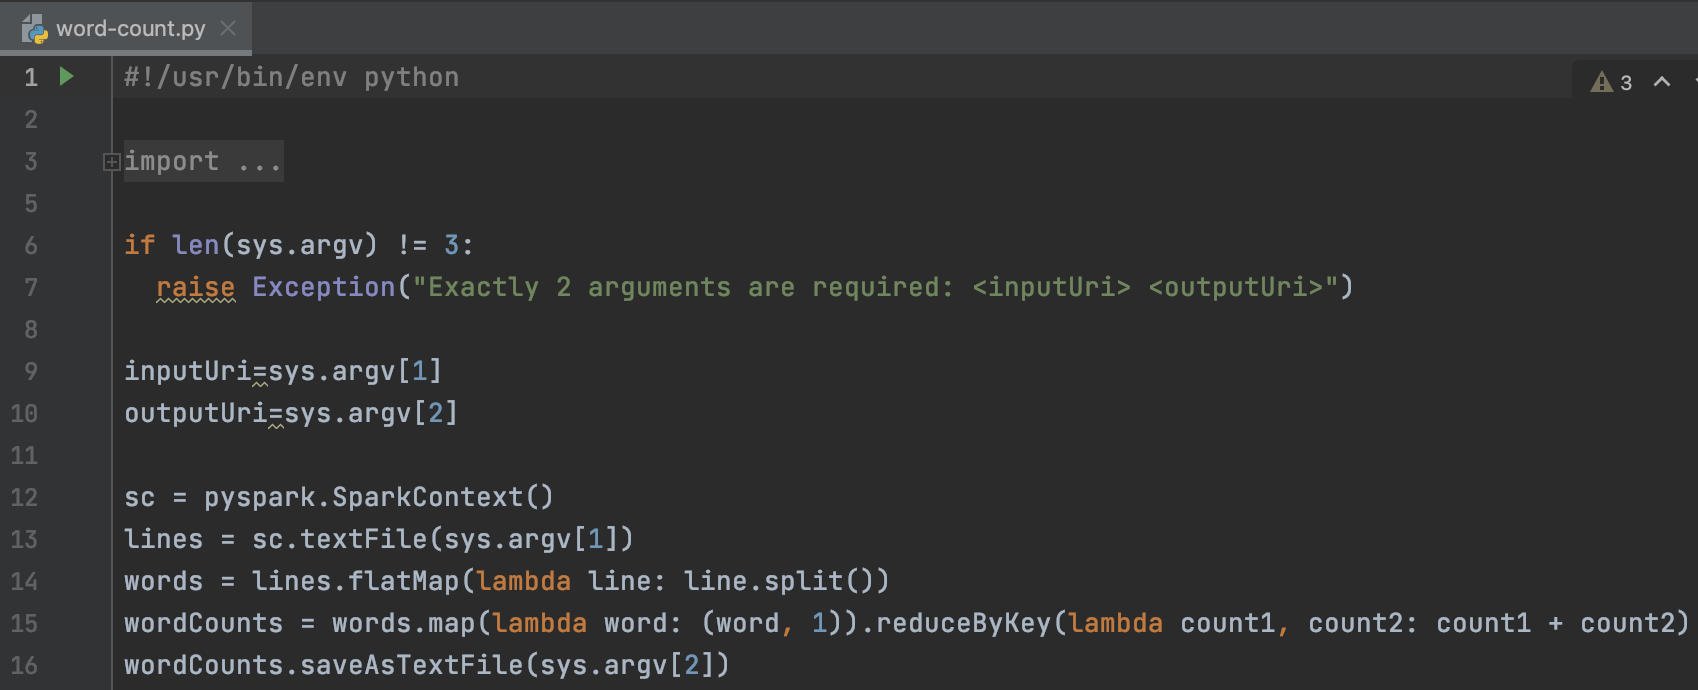 word-count.py
1 #!/usr/bin/env python
3
2
3 import ...
5
6 if len(sys.argv) != 3:
7 raise Exception("Exactly 2 arguments are required: <inputUri> <outputUri>")
8
9 inputUri=sys.argv[1]
10 outputUri=sys.argv[2]
11
12 sc = pyspark.SparkContext()
13 lines = sc.textFile(sys.argv[1])
14 words = lines.flatMap(lambda line: line.split())
15 wordCounts = words.map(lambda word: (word, 1)).reduceByKey(lambda count1, count2: count1 + count2)
16 wordCounts.saveAsTextFile(sys.argv[2])